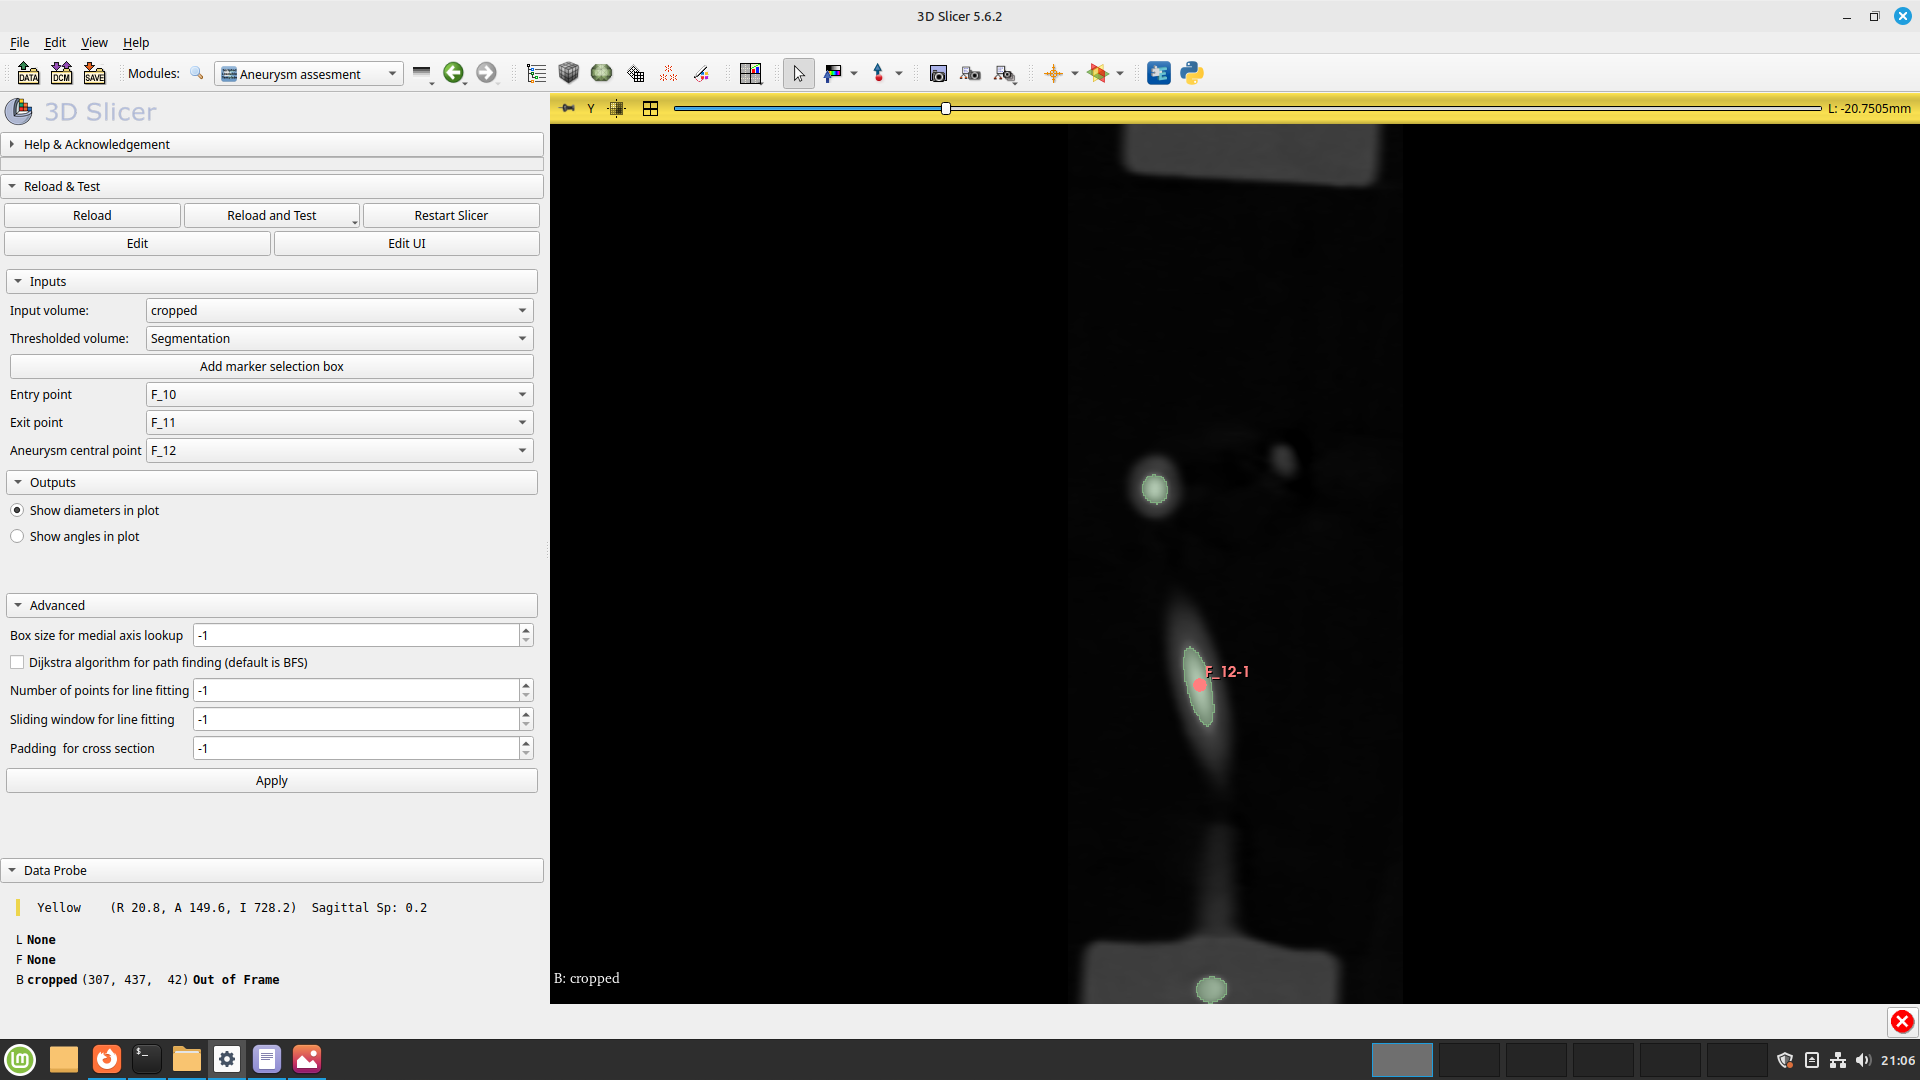 3D Slicer 5.6.2
File Edit View Help
DATA DCM SAVE Modules: Aneurysm assesment
3D Slicer
Y L: -20.7505mm
Help & Acknowledgement
Reload & Test
Reload Reload and Test Restart Slicer
Edit Edit UI
Inputs
Input volume: cropped
Thresholded volume: Segmentation
Add marker selection box
Entry point F_10
Exit point F_11
Aneurysm central point F_12
Outputs
Show diameters in plot
Show angles in plot
Advanced
Box size for medial axis lookup -1
Dijkstra algorithm for path finding (default is BFS)
Number of points for line fitting -1
Sliding window for line fitting -1
Padding for cross section -1
Apply
Data Probe
Yellow (R 20.8, A 149.6, I 728.2) Sagittal Sp: 0.2
L None
F None
B cropped (307, 437, 42) Out of Frame
F_12-1
B: cropped
21:06